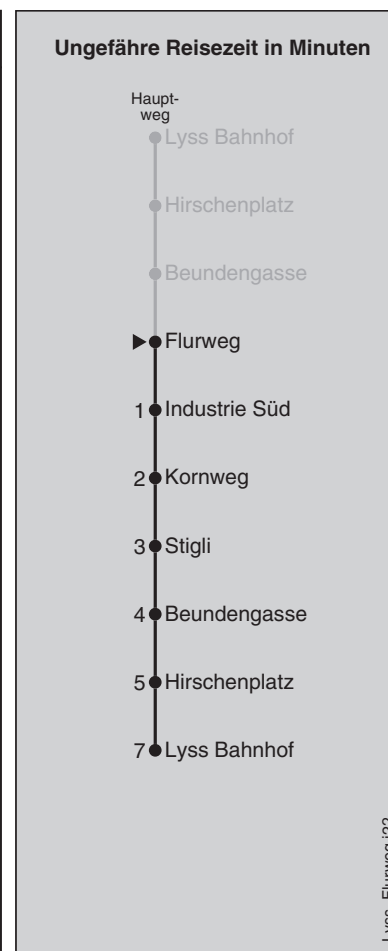 Ungefähre Reisezeit in Minuten
Haupt-
weg
Lyss Bahnhof
Hirschenplatz
Beundengasse
Flurweg
1 Industrie Süd
2 Kornweg
3 Stigli
4 Beundengasse
5 Hirschenplatz
7 Lyss Bahnhof